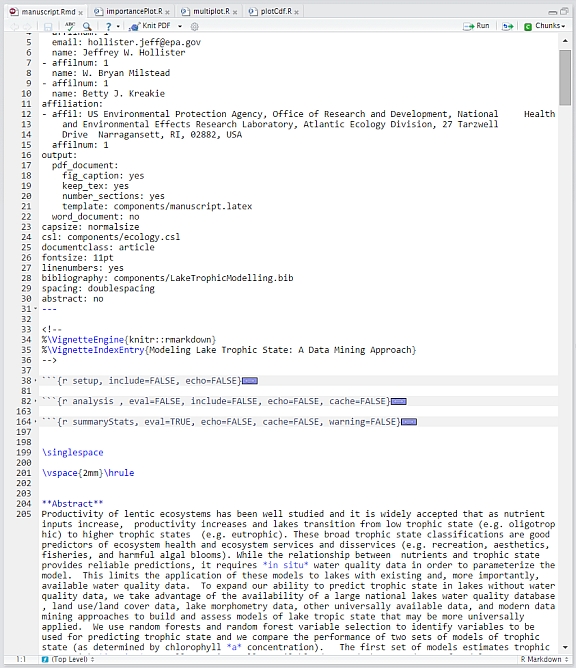 manuscript.Rmd × importancePlot.R × multiplot.R × plotCdf.R ×
ABC ? Knit PDF Run Chunks
5 email: hollister.jeff@epa.gov
6 name: Jeffrey W. Hollister
7 - affilnum: 1
8 name: W. Bryan Milstead
9 - affilnum: 1
10 name: Betty J. Kreakie
11 affiliation:
12 - affil: US Environmental Protection Agency, Office of Research and Development, National Health
13 and Environmental Effects Research Laboratory, Atlantic Ecology Division, 27 Tarzwell
14 Drive Narragansett, RI, 02882, USA
15 affilnum: 1
16 output:
17 pdf_document:
18 fig_caption: yes
19 keep_tex: yes
20 number_sections: yes
21 template: components/manuscript.latex
22 word_document: no
23 capsize: normalsize
24 csl: components/ecology.csl
25 documentclass: article
26 fontsize: 11pt
27 linenumbers: yes
28 bibliography: components/LakeTrophicModelling.bib
29 spacing: doublespacing
30 abstract: no
31 ---
32
33 <!--
34 %\VignetteEngine{knitr::rmarkdown}
35 %\VignetteIndexEntry{Modeling Lake Trophic State: A Data Mining Approach}
36 -->
37
38 ```{r setup, include=FALSE, echo=FALSE}
81
82 ```{r analysis , eval=FALSE, include=FALSE, echo=FALSE, cache=FALSE}
163
164 ```{r summaryStats, eval=TRUE, echo=FALSE, cache=FALSE, warning=FALSE}
197
198
199 \singlespace
200
201 \vspace{2mm}\hrule
202
203
204 **Abstract**
205 Productivity of lentic ecosystems has been well studied and it is widely accepted that as nutrient
inputs increase, productivity increases and lakes transition from low trophic state (e.g. oligotrop
hic) to higher trophic states (e.g. eutrophic). These broad trophic state classifications are good
predictors of ecosystem health and ecosystem services and disservices (e.g. recreation, aesthetics,
fisheries, and harmful algal blooms). While the relationship between nutrients and trophic state
provides reliable predictions, it requires *in situ* water quality data in order to parameterize the
model. This limits the application of these models to lakes with existing and, more importantly,
available water quality data. To expand our ability to predict trophic state in lakes without water
quality data, we take advantage of the availability of a large national lakes water quality database
, land use/land cover data, lake morphometry data, other universally available data, and modern data
mining approaches to build and assess models of lake tropic state that may be more universally
applied. We use random forests and random forest variable selection to identify variables to be
used for predicting trophic state and we compare the performance of two sets of models of trophic
state (as determined by chlorophyll *a* concentration). The first set of models estimates trophic
1:1 (Top Level) R Markdown